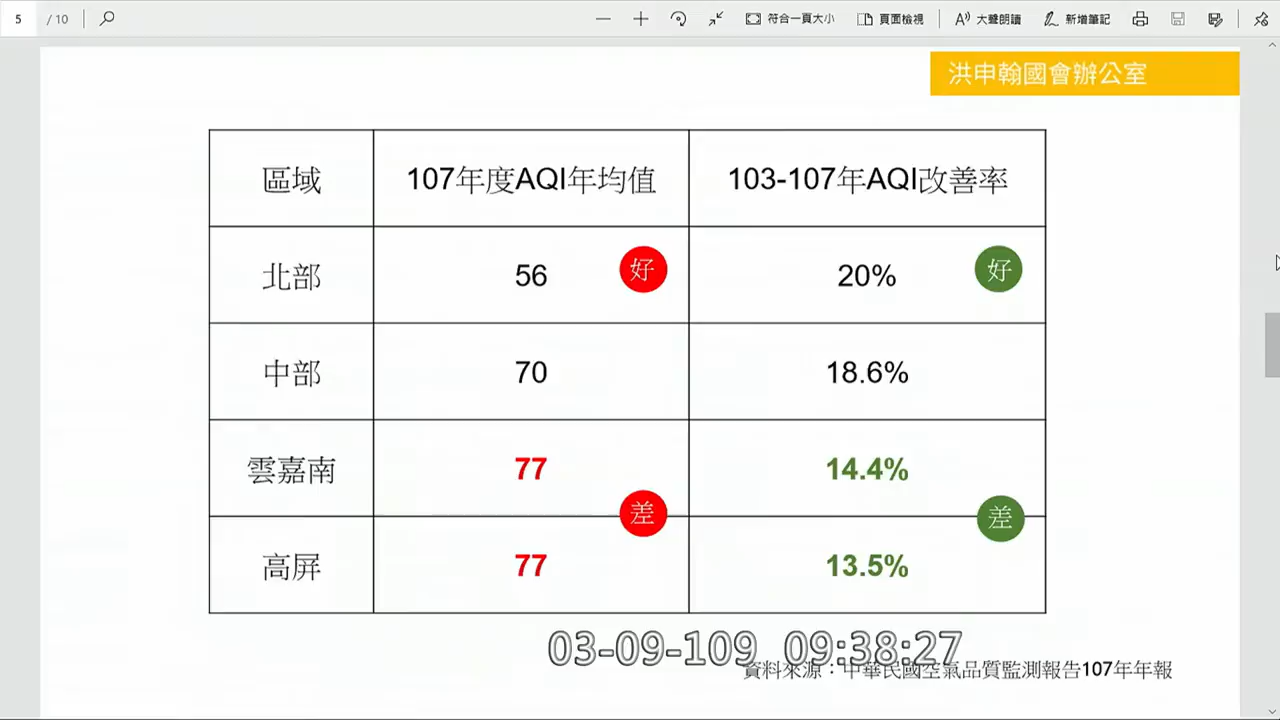 5 / 10 符合一頁大小 頁面檢視 大聲朗讀 新增筆記
洪申翰國會辦公室
區域 107年度AQI年均值 103-107年AQI改善率
北部 56 好 20% 好
中部 70 18.6%
雲嘉南 77 14.4%
差 差
高屏 77 13.5%
03-09-109 09:38:27
資料來源：中華民國空氣品質監測報告107年年報